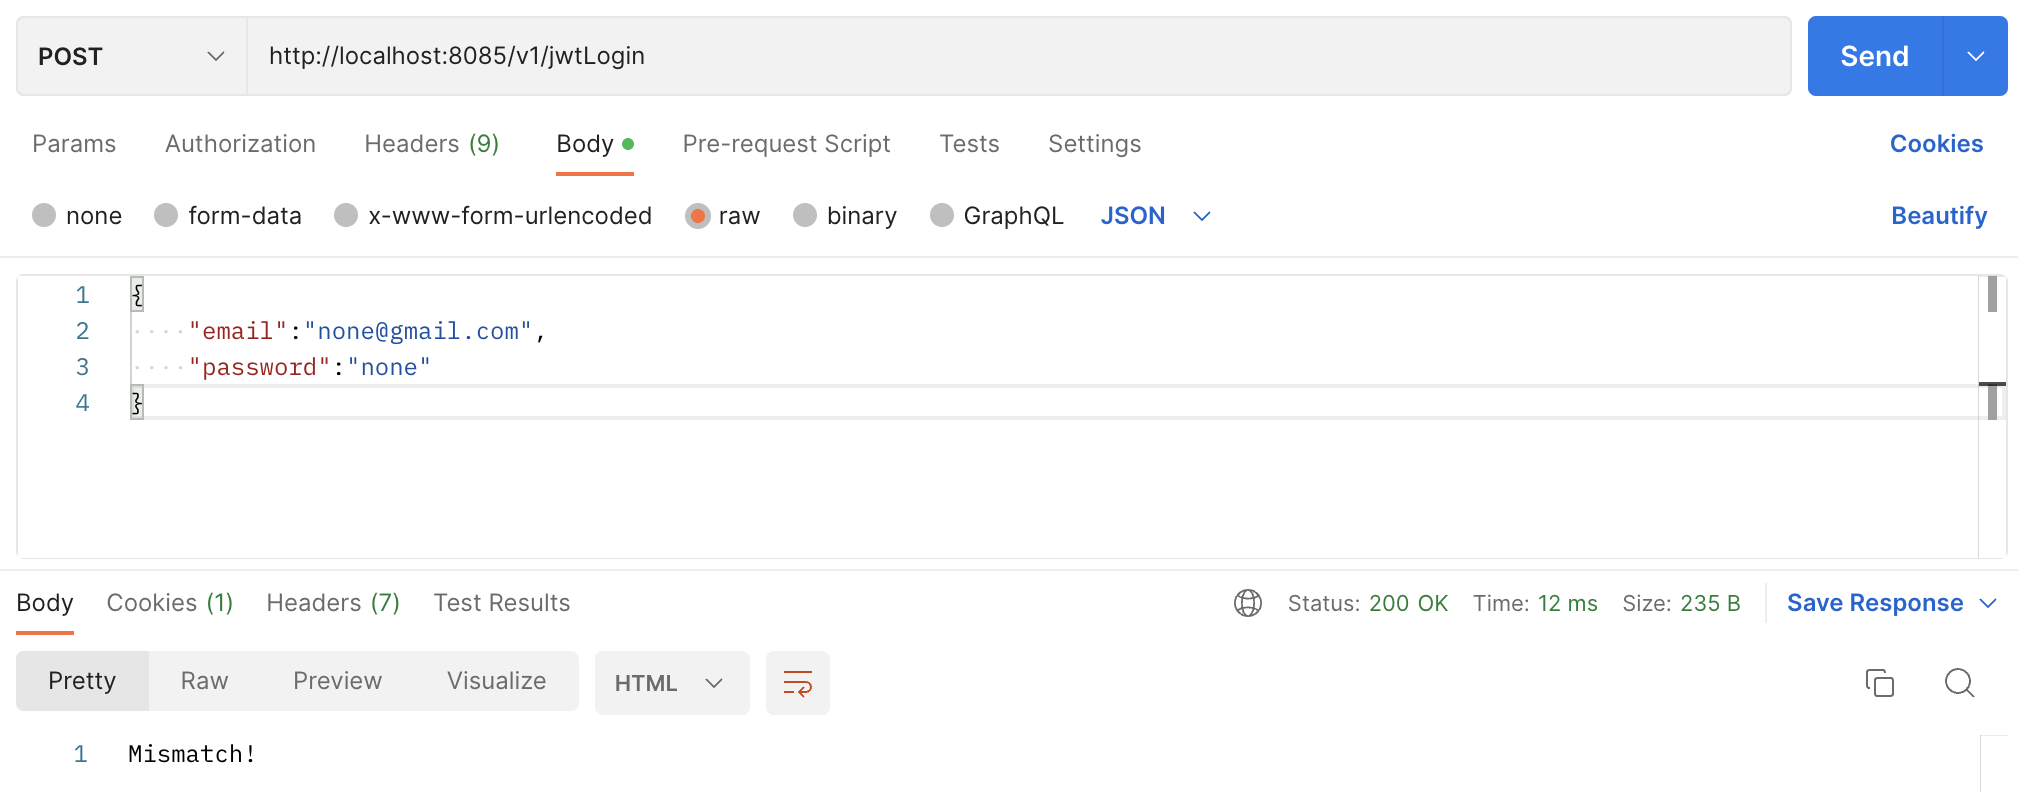 POST http://localhost:8085/v1/jwtLogin Send
Params Authorization Headers (9) Body Pre-request Script Tests Settings Cookies
none form-data x-www-form-urlencoded raw binary GraphQL JSON Beautify
1 {
2 "email":"none@gmail.com",
3 "password":"none"
4 }
Body Cookies (1) Headers (7) Test Results Status: 200 OK Time: 12 ms Size: 235 B Save Response
Pretty Raw Preview Visualize HTML
1 Mismatch!